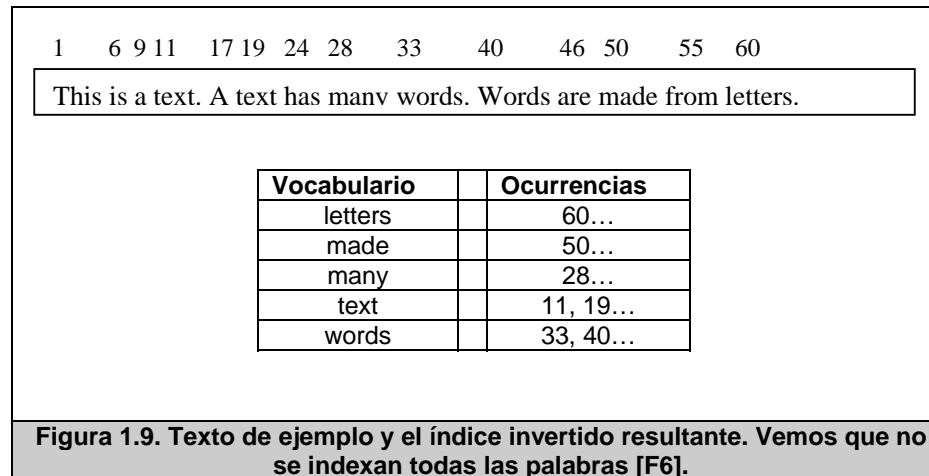 1 6 9 11 17 19 24 28 33 40 46 50 55 60
This is a text. A text has many words. Words are made from letters.
Vocabulario Ocurrencias
letters 60…
made 50…
many 28…
text 11, 19…
words 33, 40…
Figura 1.9. Texto de ejemplo y el índice invertido resultante. Vemos que no
se indexan todas las palabras [F6].